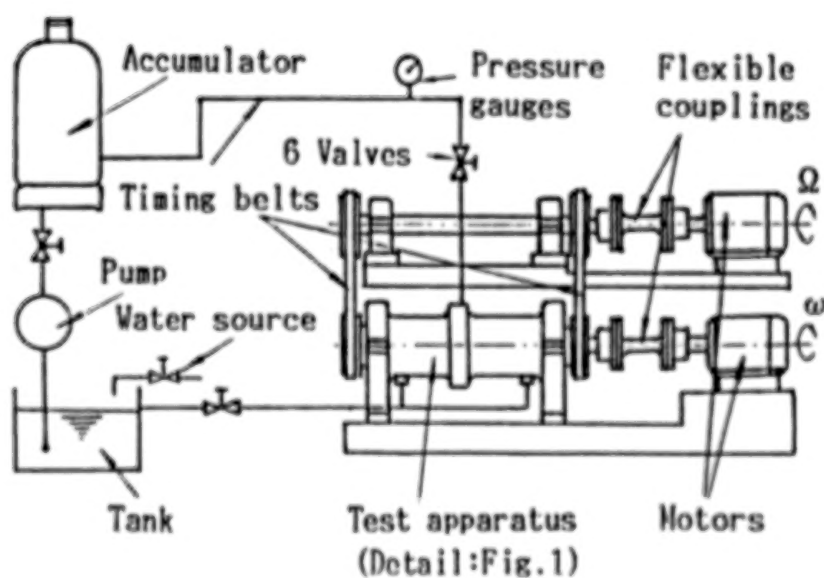 Accumulator
Pressure
gauges
Flexible
couplings
6 Valves
Timing belts
Ω
Pump
Water source
ω
Tank
Test apparatus
(Detail:Fig.1)
Motors